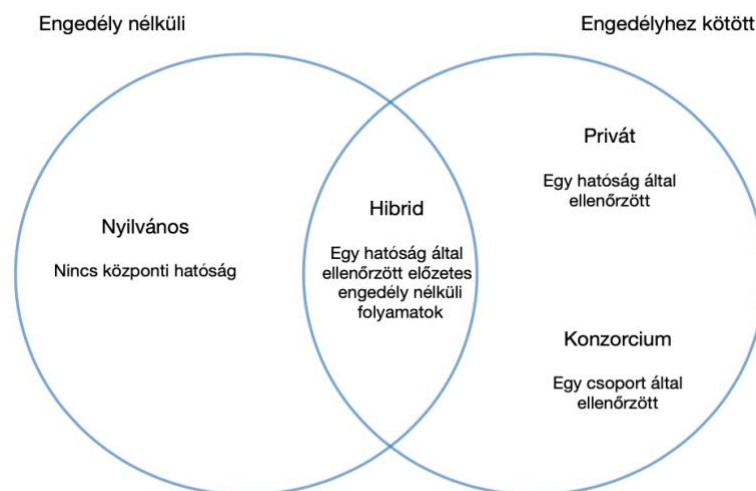 Engedély nélküli
Engedélyhez kötött
Nyilvános
Nincs központi hatóság
Hibrid
Egy hatóság által
ellenőrzött előzetes
engedély nélküli
folyamatok
Privát
Egy hatóság által
ellenőrzött
Konzorcium
Egy csoport által
ellenőrzött